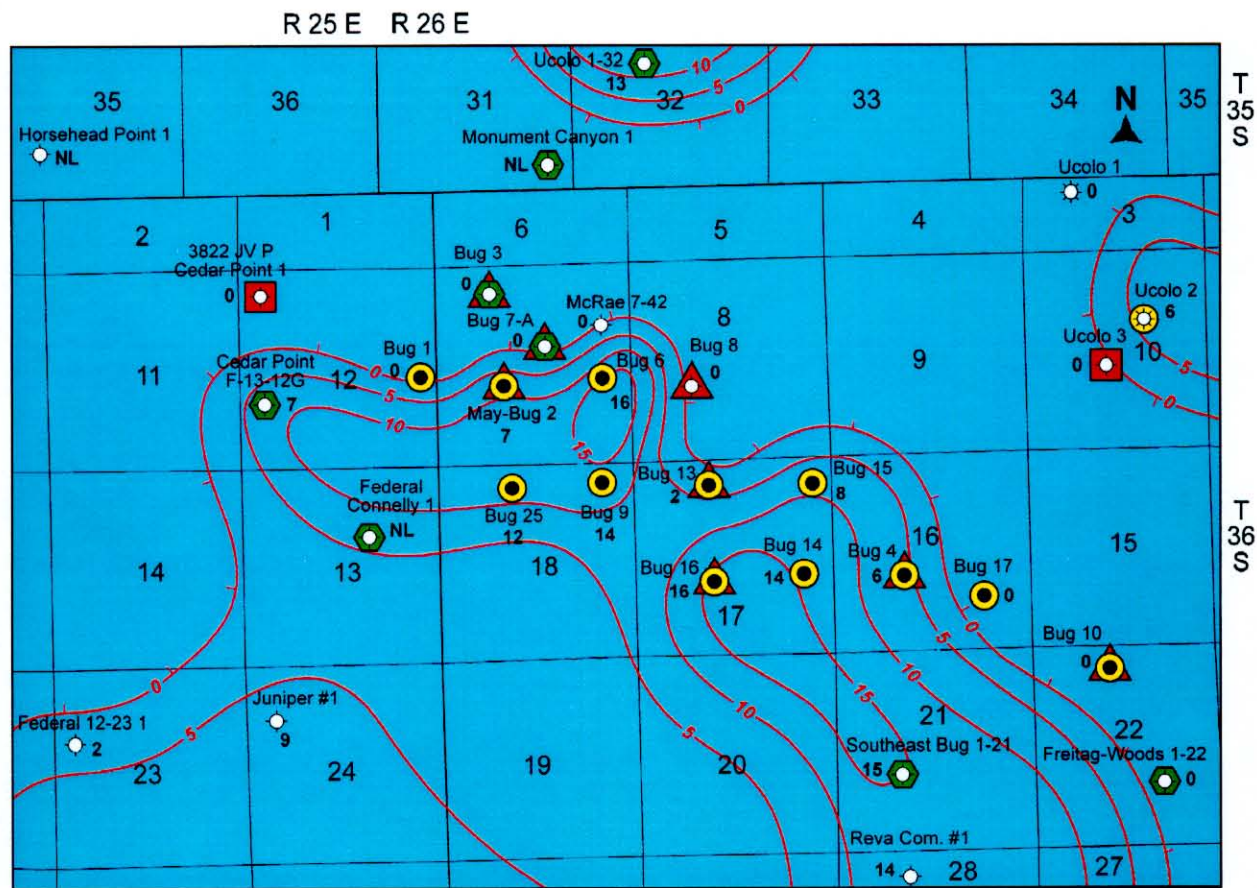 R 25 E R 26 E
T
35
S
35
36
31
32
33
34
35
N
Ucolo 1-32
13
10
5
0
Horsehead Point 1
NL
Monument Canyon 1
NL
Ucolo 1
0
2
1
6
5
4
3
3822 JV P
Cedar Point 1
0
Bug 3
0
McRae 7-42
0
Bug 7-A
0
8
Bug 8
0
Ucolo 2
6
Ucolo 3
0
10
5
0
11
Cedar Point
F-13-12G
7
12
0
5
10
Bug 1
0
May-Bug 2
7
Bug 6
16
15
9
Federal
Connelly 1
NL
Bug 25
12
Bug 9
14
Bug 13
2
Bug 15
8
T
36
S
14
13
18
Bug 16
16
17
Bug 14
14
Bug 4
6
16
Bug 17
0
15
0
5
10
15
Bug 10
0
Federal 12-23 1
2
0
5
Juniper #1
9
23
24
19
5
10
20
21
Southeast Bug 1-21
15
22
Freitag-Woods 1-22
0
Reva Com. #1
14
28
27